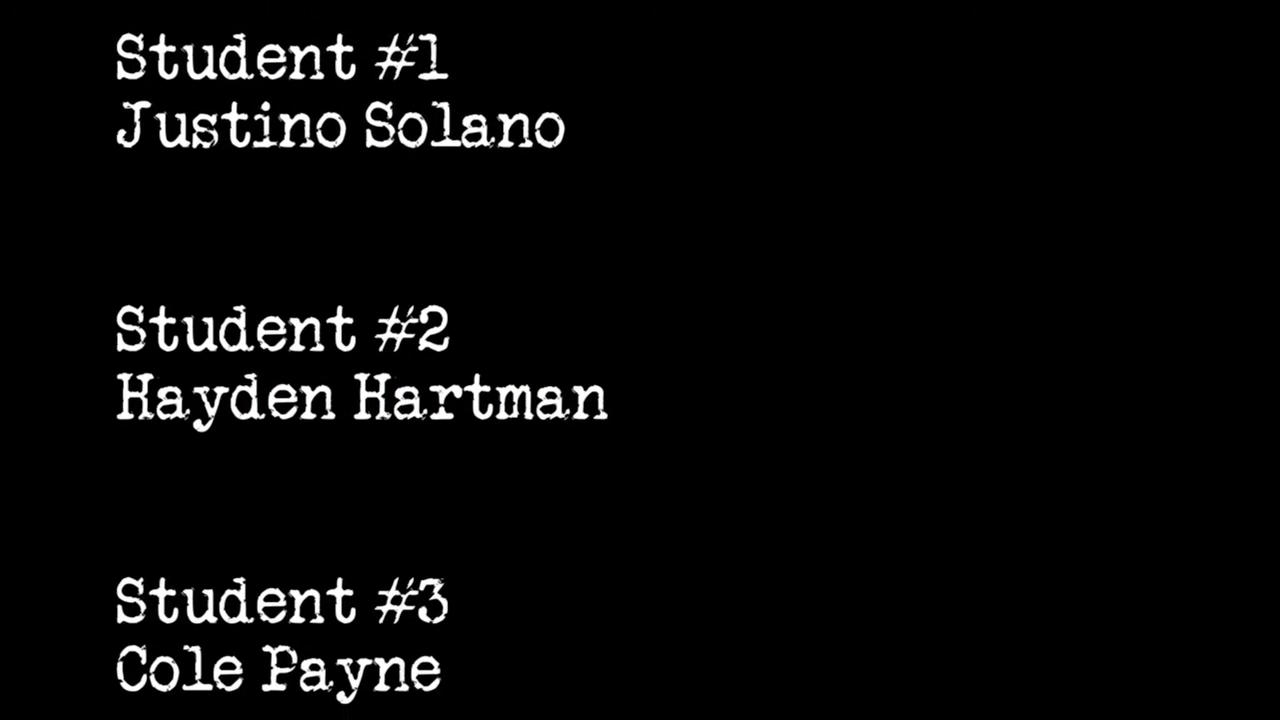 Student #1
Justino Solano
Student #2
Hayden Hartman
Student #3
Cole Payne